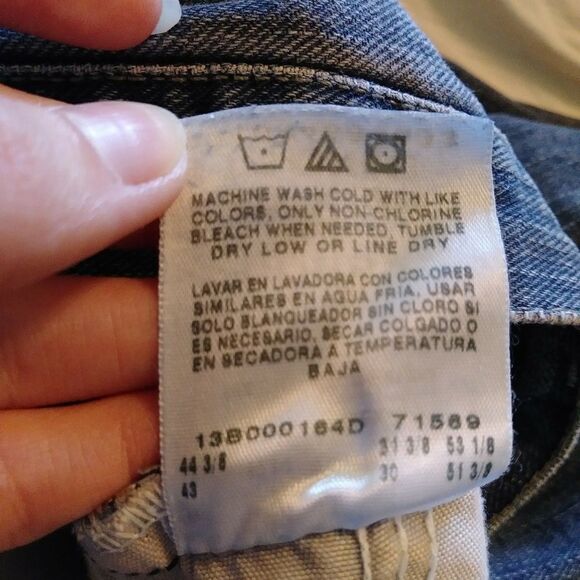 MACHINE WASH COLD WITH LIKE
COLORS, ONLY NON-CHLORINE
BLEACH WHEN NEEDED, TUMBLE
DRY LOW OR LINE DRY
LAVAR EN LAVADORA CON COLORES
SIMILARES EN AGUA FRIA, USAR
SOLO BLANQUEADOR SIN CLORO SI
ES NECESARIO, SECAR COLGADO O
EN SECADORA A TEMPERATURA
BAJA
13B000164D 71569
44 3/8 31 3/8 53 1/8
43 30 51 3/8